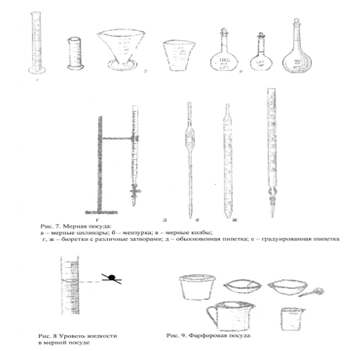 Рис. 7. Мерная посуда:
а – мерные цилиндры; б – мензурка; в – мерные колбы;
г, ж – бюретки с различные затворами; д – обыкновенная пипетка; е – градуированная пипетка
Рис. 8 Уровень жидкости
в мерной посуде
Рис. 9. Фарфоровая посуда